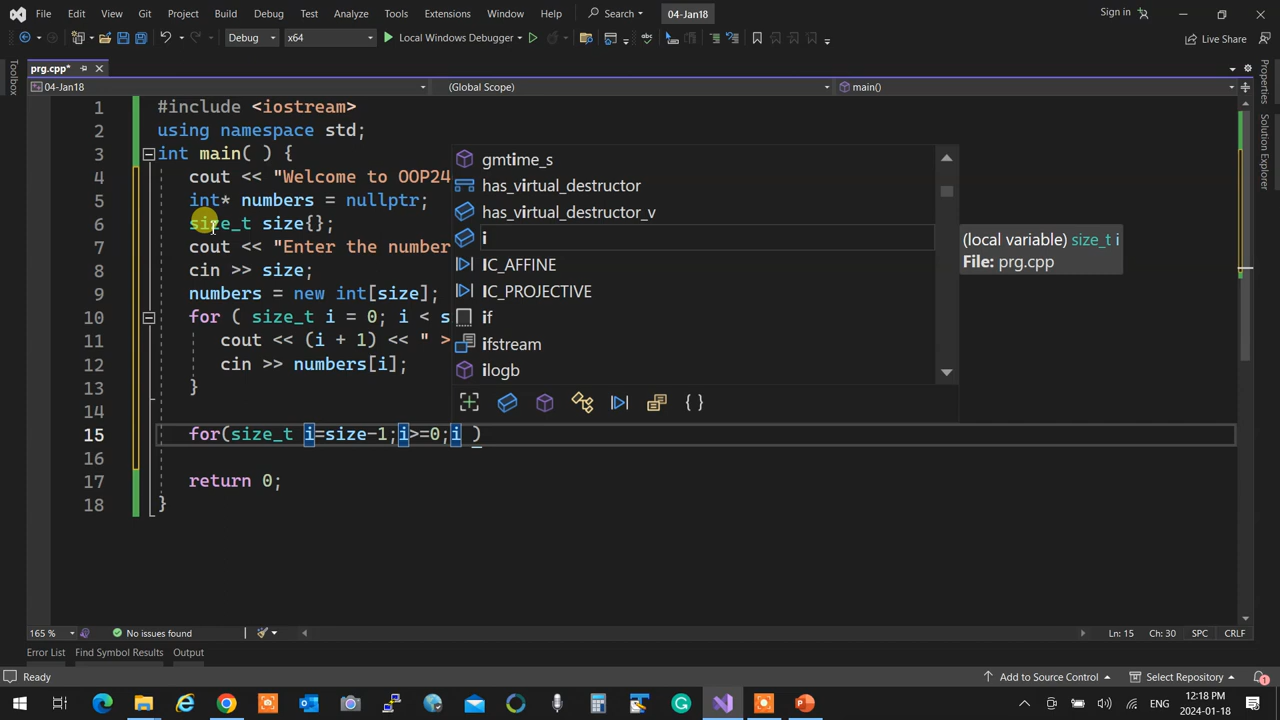 File Edit View Git Project Build Debug Test Analyze Tools Extensions Window Help Search 04-Jan18 Sign in
Debug x64 Local Windows Debugger Live Share
prg.cpp*
04-Jan18 (Global Scope) main()
Toolbox
Properties
Solution Explorer
1 #include <iostream>
2 using namespace std;
3 int main( ) {
4 cout << "Welcome to OOP24
5 int* numbers = nullptr;
6 size_t size{};
7 cout << "Enter the number
8 cin >> size;
9 numbers = new int[size];
10 for ( size_t i = 0; i < s
11 cout << (i + 1) << " >
12 cin >> numbers[i];
13 }
14
15 for(size_t i=size-1;i>=0;i )
16
17 return 0;
18 }
gmtime_s
has_virtual_destructor
has_virtual_destructor_v
i
IC_AFFINE
IC_PROJECTIVE
if
ifstream
ilogb
{ }
(local variable) size_t i
File: prg.cpp
165 % No issues found Ln: 15 Ch: 30 SPC CRLF
Error List Find Symbol Results Output
Ready Add to Source Control Select Repository 1
ENG 12:18 PM
2024-01-18